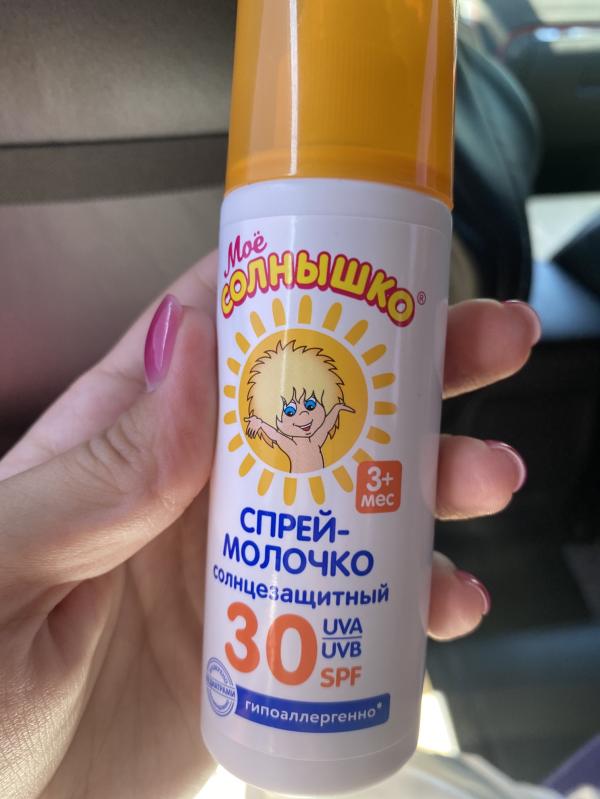 Моё
СОЛНЫШКО®
3+
мес
СПРЕЙ-
МОЛОЧКО
солнцезащитный
30 UVA
UVB
SPF
гипоаллергенно*